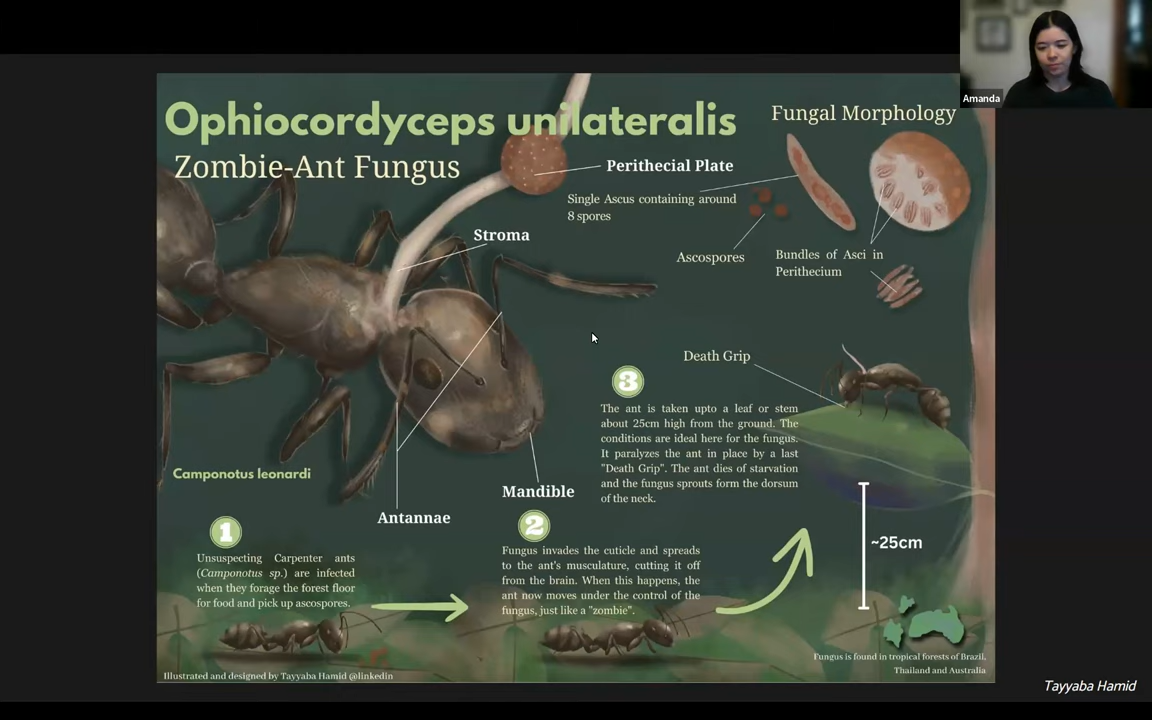 Amanda
Ophiocordyceps unilateralis
Zombie-Ant Fungus
Fungal Morphology
Perithecial Plate
Single Ascus containing around
8 spores
Stroma
Ascospores
Bundles of Asci in
Perithecium
Death Grip
3
The ant is taken upto a leaf or stem
about 25cm high from the ground. The
conditions are ideal here for the fungus.
It paralyzes the ant in place by a last
"Death Grip". The ant dies of starvation
and the fungus sprouts form the dorsum
of the neck.
Camponotus leonardi
Mandible
Antannae
1
Unsuspecting Carpenter ants
(Camponotus sp.) are infected
when they forage the forest floor
for food and pick up ascospores.
2
Fungus invades the cuticle and spreads
to the ant's musculature, cutting it off
from the brain. When this happens, the
ant now moves under the control of the
fungus, just like a "zombie".
~25cm
Fungus is found in tropical forests of Brazil,
Thailand and Australia
Illustrated and designed by Tayyaba Hamid @linkedin
Tayyaba Hamid